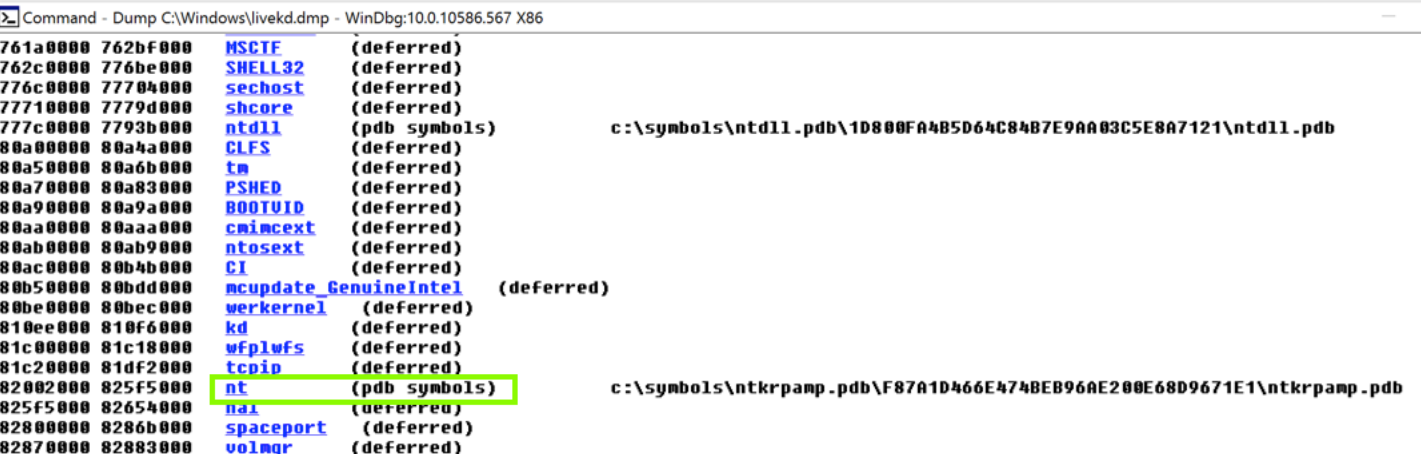 Command - Dump C:\Windows\livekd.dmp - WinDbg:10.0.10586.567 X86
761a0000 762bf000 MSCTF (deferred)
762c0000 776be000 SHELL32 (deferred)
776c0000 77704000 sechost (deferred)
77710000 7779d000 shcore (deferred)
777c0000 7793b000 ntdll (pdb symbols) c:\symbols\ntdll.pdb\1D800FA4B5D64C84B7E9AA03C5E8A7121\ntdll.pdb
80a00000 80a4a000 CLFS (deferred)
80a50000 80a6b000 tm (deferred)
80a70000 80a83000 PSHED (deferred)
80a90000 80a9a000 BOOTVID (deferred)
80aa0000 80aaa000 cmimcext (deferred)
80ab0000 80ab9000 ntosext (deferred)
80ac0000 80b4b000 CI (deferred)
80b50000 80bdd000 mcupdate_GenuineIntel (deferred)
80be0000 80bec000 werkernel (deferred)
810ee000 810f6000 kd (deferred)
81c00000 81c18000 wfplwfs (deferred)
81c20000 81df2000 tcpip (deferred)
82002000 825f5000 nt (pdb symbols) c:\symbols\ntkrpamp.pdb\F87A1D466E474BEB96AE200E68D9671E1\ntkrpamp.pdb
825f5000 82654000 hal (deferred)
82800000 8286b000 spaceport (deferred)
82870000 82883000 volmgr (deferred)